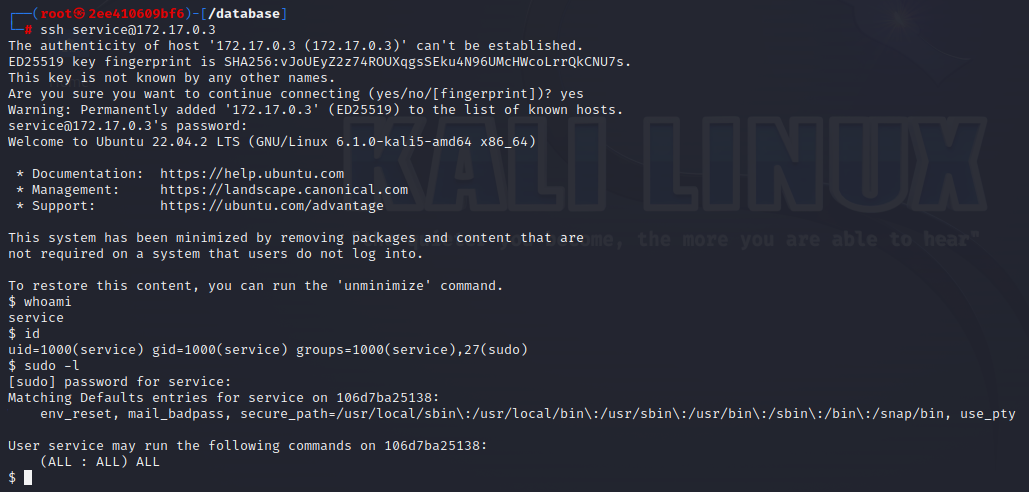 ┌──(root㉿2ee410609bf6)-[/database]
└─# ssh service@172.17.0.3
The authenticity of host '172.17.0.3 (172.17.0.3)' can't be established.
ED25519 key fingerprint is SHA256:vJoUEyZ2z74ROUXqgsSEku4N96UMcHWcoLrrQkCNU7s.
This key is not known by any other names.
Are you sure you want to continue connecting (yes/no/[fingerprint])? yes
Warning: Permanently added '172.17.0.3' (ED25519) to the list of known hosts.
service@172.17.0.3's password:
Welcome to Ubuntu 22.04.2 LTS (GNU/Linux 6.1.0-kali5-amd64 x86_64)
KALI LINUX
 * Documentation:  https://help.ubuntu.com
 * Management:     https://landscape.canonical.com
 * Support:        https://ubuntu.com/advantage
This system has been minimized by removing packages and content that are
not required on a system that users do not log into.
, the more you are able to hear"
To restore this content, you can run the 'unminimize' command.
$ whoami
service
$ id
uid=1000(service) gid=1000(service) groups=1000(service),27(sudo)
$ sudo -l
[sudo] password for service:
Matching Defaults entries for service on 106d7ba25138:
    env_reset, mail_badpass, secure_path=/usr/local/sbin\:/usr/local/bin\:/usr/sbin\:/usr/bin\:/sbin\:/bin\:/snap/bin, use_pty
User service may run the following commands on 106d7ba25138:
    (ALL : ALL) ALL
$